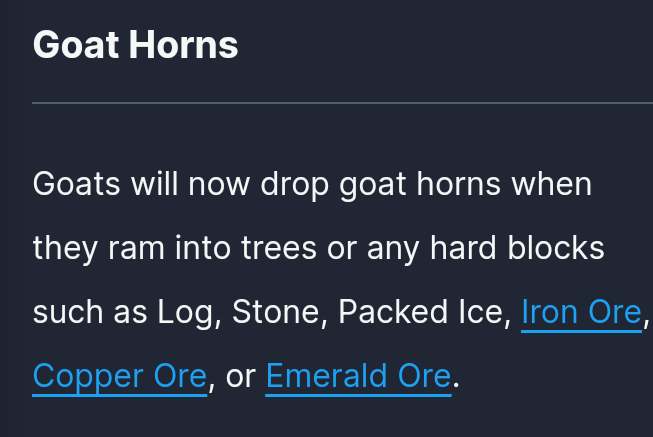 Goat Horns
Goats will now drop goat horns when
they ram into trees or any hard blocks
such as Log, Stone, Packed Ice, Iron Ore,
Copper Ore, or Emerald Ore.